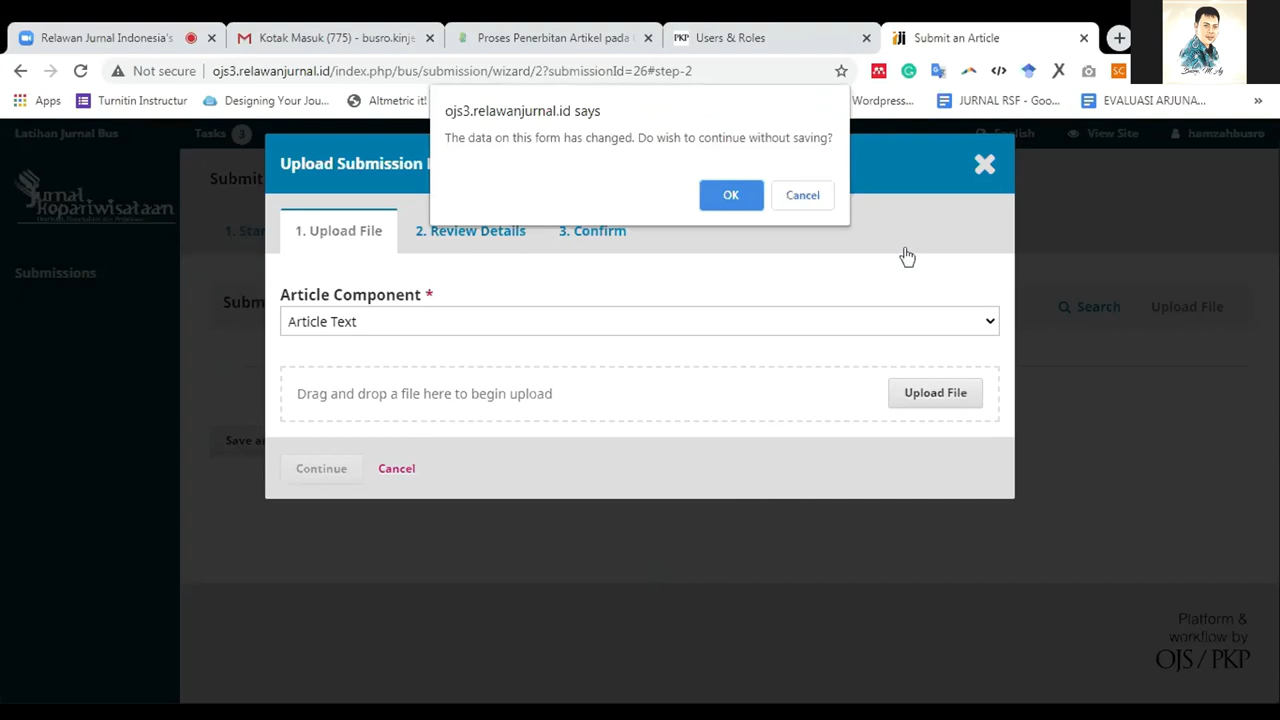 Relawan Jurnal Indonesia's
Kotak Masuk (775) - busro.kinje
Proses Penerbitan Artikel pada
PKP Users & Roles
Submit an Article
Not secure
ojs3.relawanjurnal.id/index.php/bus/submission/wizard/2?submissionId=26#step-2
Apps
Turnitin Instructur
Designing Your Jour...
Altmetric it!
Wordpress...
JURNAL RSF - Goo...
EVALUASI ARJUNA...
»
ojs3.relawanjurnal.id says
The data on this form has changed. Do wish to continue without saving?
OK
Cancel
Latihan Jurnal Bus
Tasks 3
English
View Site
hamzahbusro
Jurnal
Kepariwisataan
Submissions
Submit
1. Star
Upload Submission
1. Upload File
2. Review Details
3. Confirm
Subm
Search
Upload File
Article Component *
Article Text
Drag and drop a file here to begin upload
Upload File
Save a
Continue
Cancel
Platform &
workflow by
OJS / PKP